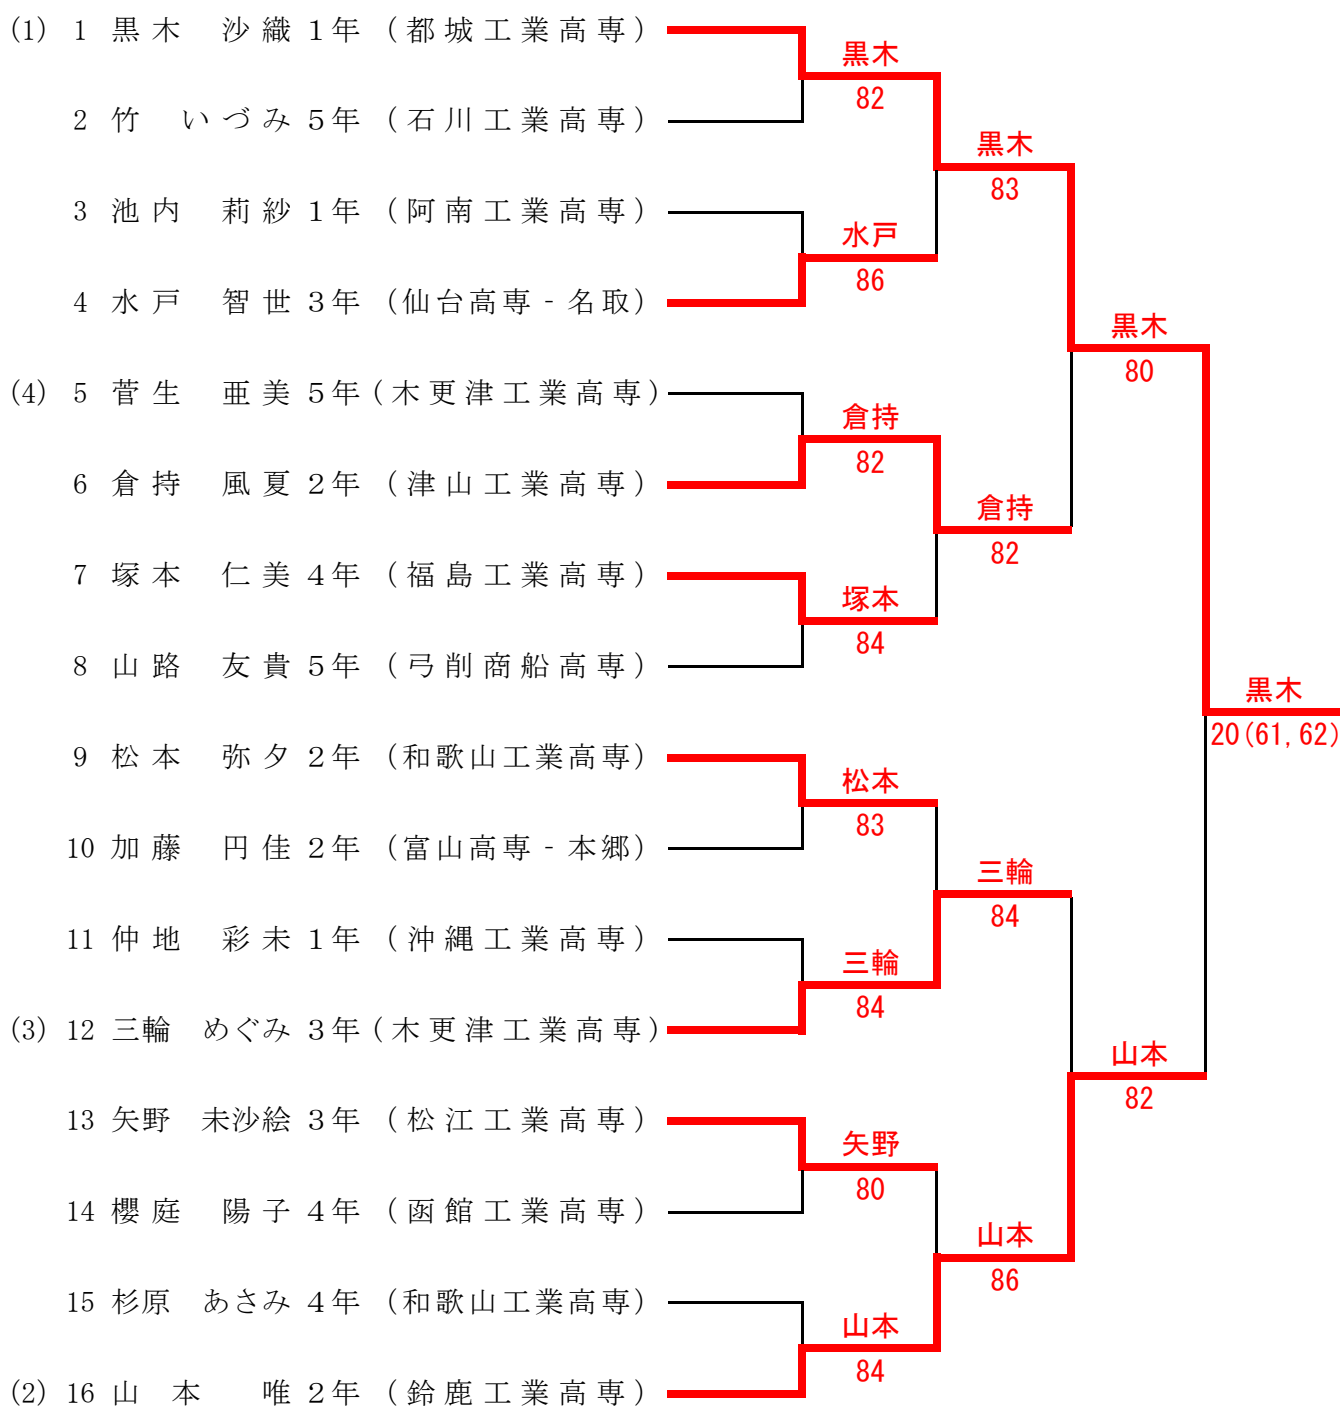 (1) 1 黒木 沙織 1年 (都城工業高専)
黒木
82
2 竹 いづみ 5年 (石川工業高専)
黒木
83
3 池内 莉紗 1年 (阿南工業高専)
水戸
86
4 水戸 智世 3年 (仙台高専 - 名取)
黒木
80
(4) 5 菅生 亜美 5年 (木更津工業高専)
倉持
82
6 倉持 風夏 2年 (津山工業高専)
倉持
82
7 塚本 仁美 4年 (福島工業高専)
塚本
84
8 山路 友貴 5年 (弓削商船高専)
黒木
20(61,62)
9 松本 弥夕 2年 (和歌山工業高専)
松本
83
10 加藤 円佳 2年 (富山高専 - 本郷)
三輪
84
11 仲地 彩未 1年 (沖縄工業高専)
三輪
84
(3) 12 三輪 めぐみ 3年 (木更津工業高専)
山本
82
13 矢野 未沙絵 3年 (松江工業高専)
矢野
80
14 櫻庭 陽子 4年 (函館工業高専)
山本
86
15 杉原 あさみ 4年 (和歌山工業高専)
山本
84
(2) 16 山本 唯 2年 (鈴鹿工業高専)